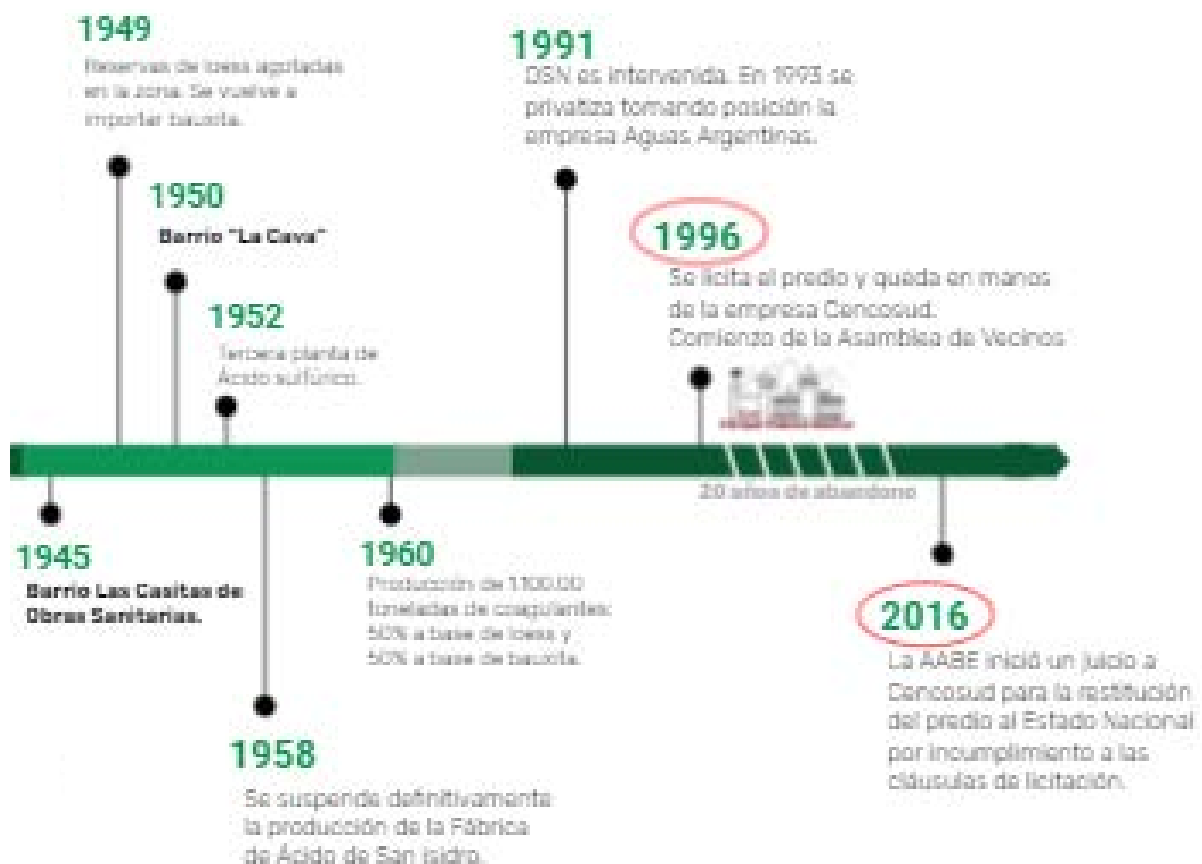 1949
Reservas de loess agotadas
en la zona. Se vuelve a
importar bauxita.
1950
Barrio "La Cava"
1952
Tercera planta de
Ácido sulfúrico.
1991
OSN es intervenida. En 1993 se
privatiza tomando posición la
empresa Aguas Argentinas.
1996
Se licita el predio y queda en manos
de la empresa Cencosud.
Comienzo de la Asamblea de Vecinos
20 años de abandono
1945
Barrio Las Casitas de
Obras Sanitarias.
1958
Se suspende definitivamente
la producción de la Fábrica
de Ácido de San Isidro.
1960
Producción de
toneladas de coagulantes:
50% a base de loess y
50% a base de bauxita.
2016
La AABE inició un juicio a
Cencosud para la restitución
del predio al Estado Nacional
por incumplimiento a las
cláusulas de licitación.